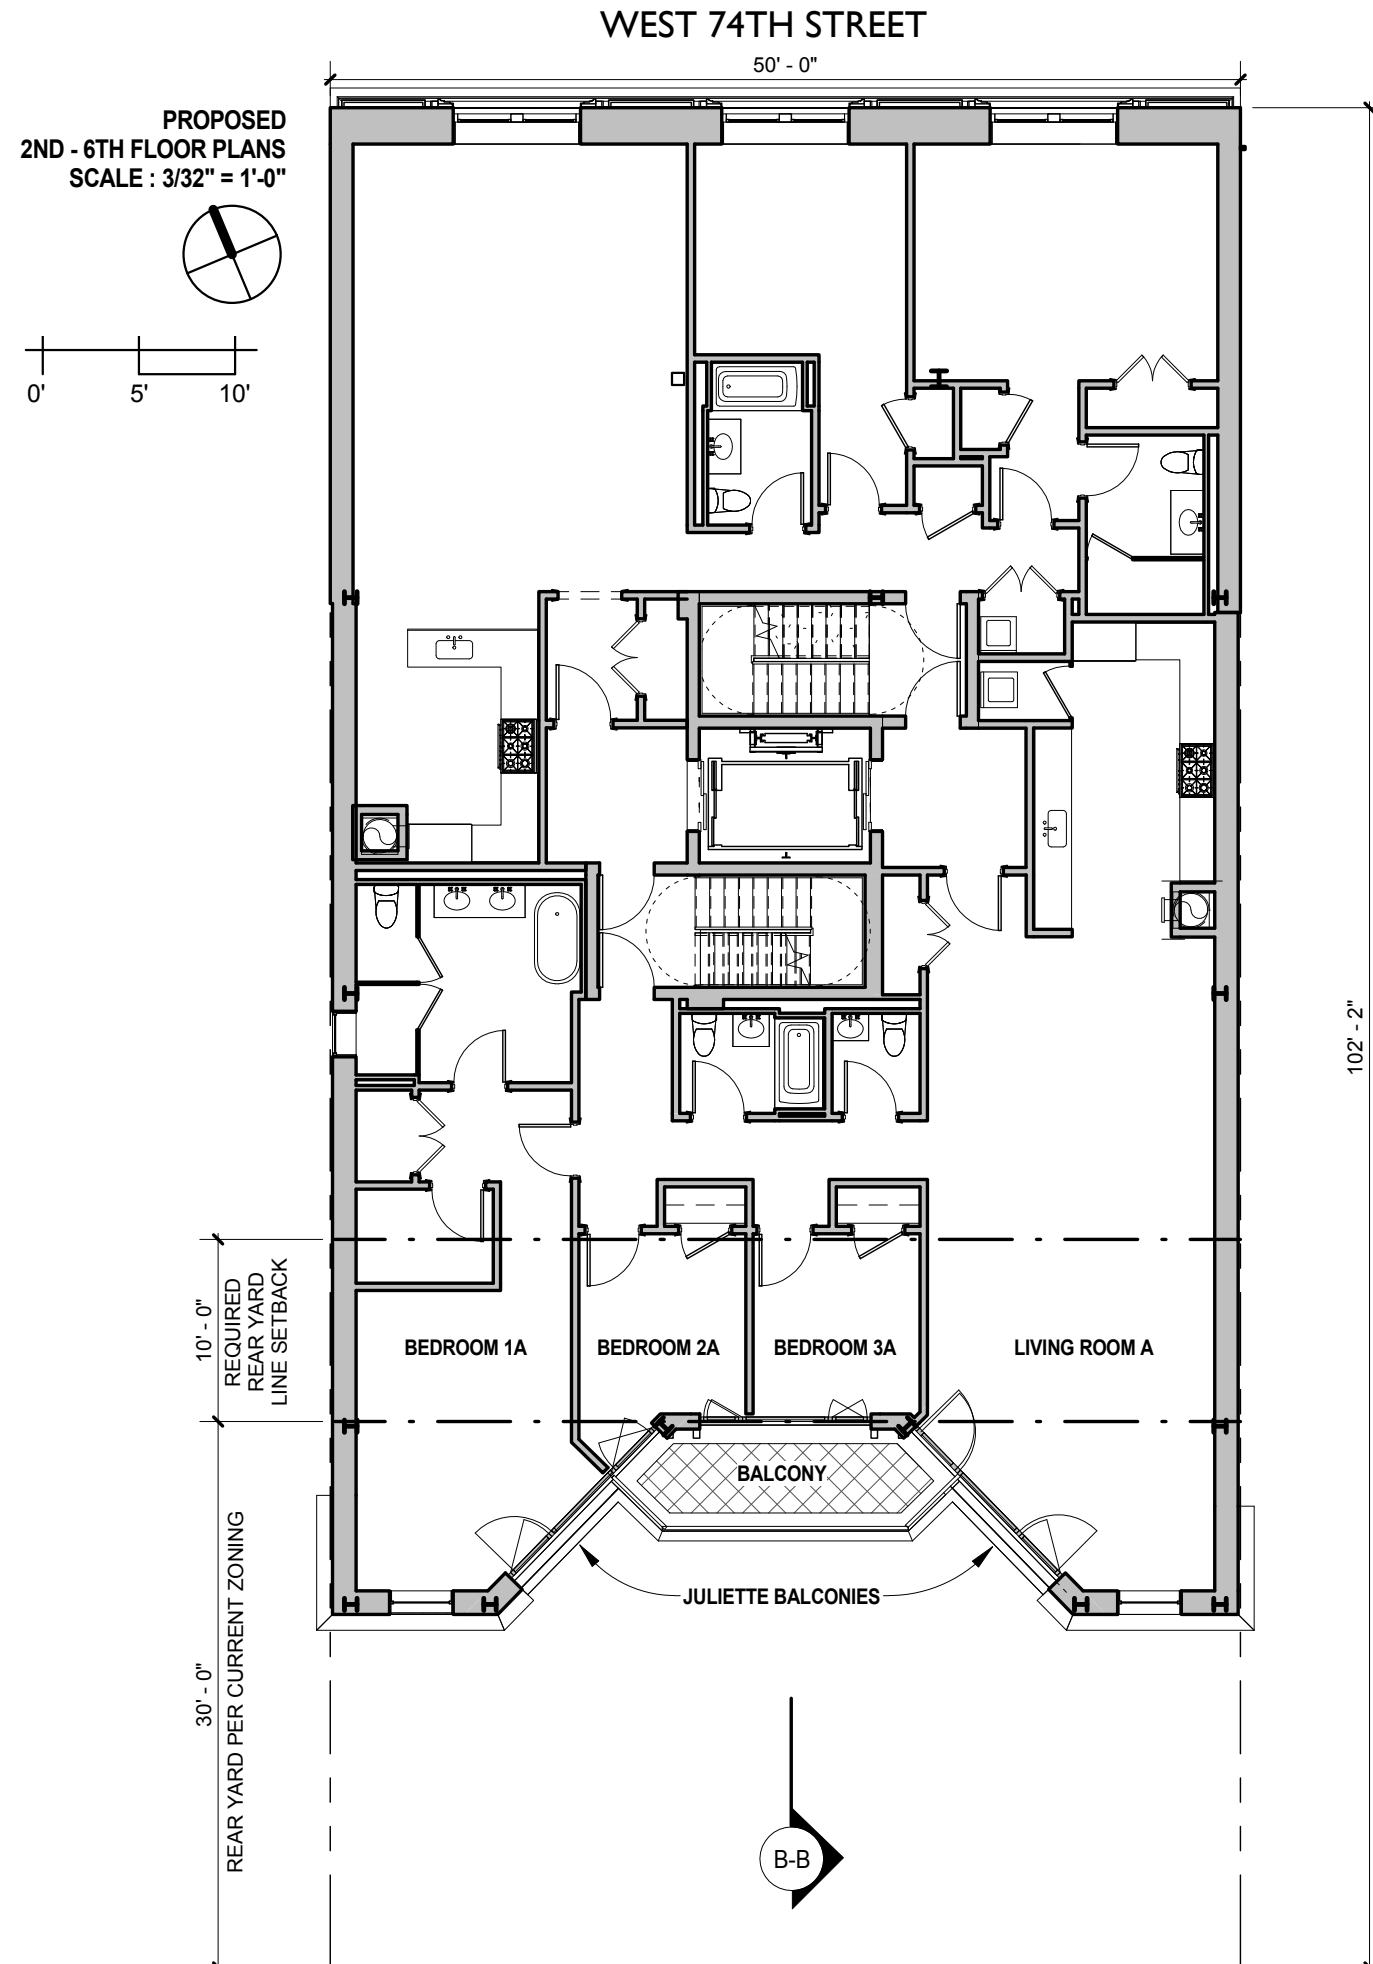 WEST 74TH STREET
50' - 0"
PROPOSED
2ND - 6TH FLOOR PLANS
SCALE : 3/32" = 1'-0"
0' 5' 10'
102' - 2"
10' - 0"
REQUIRED
REAR YARD
LINE SETBACK
BEDROOM 1A
BEDROOM 2A
BEDROOM 3A
LIVING ROOM A
BALCONY
JULIETTE BALCONIES
30' - 0"
REAR YARD PER CURRENT ZONING
B-B